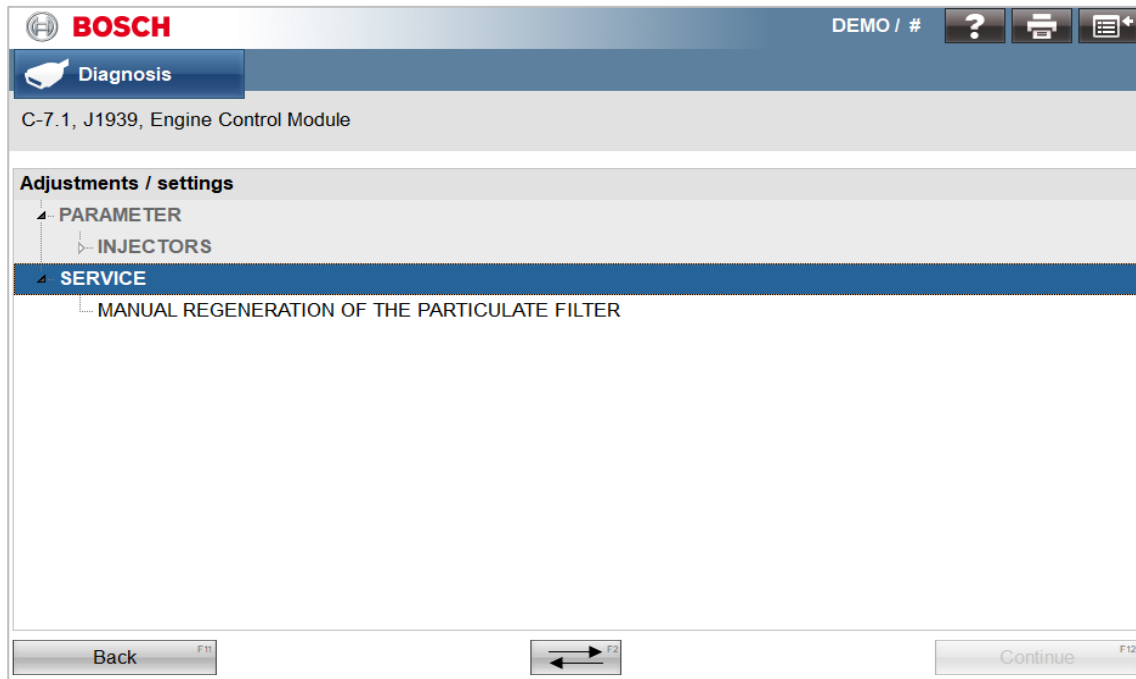 BOSCH
DEMO / #
?
Diagnosis
C-7.1, J1939, Engine Control Module
Adjustments / settings
PARAMETER
INJECTORS
SERVICE
MANUAL REGENERATION OF THE PARTICULATE FILTER
Back F11
F2
Continue F12